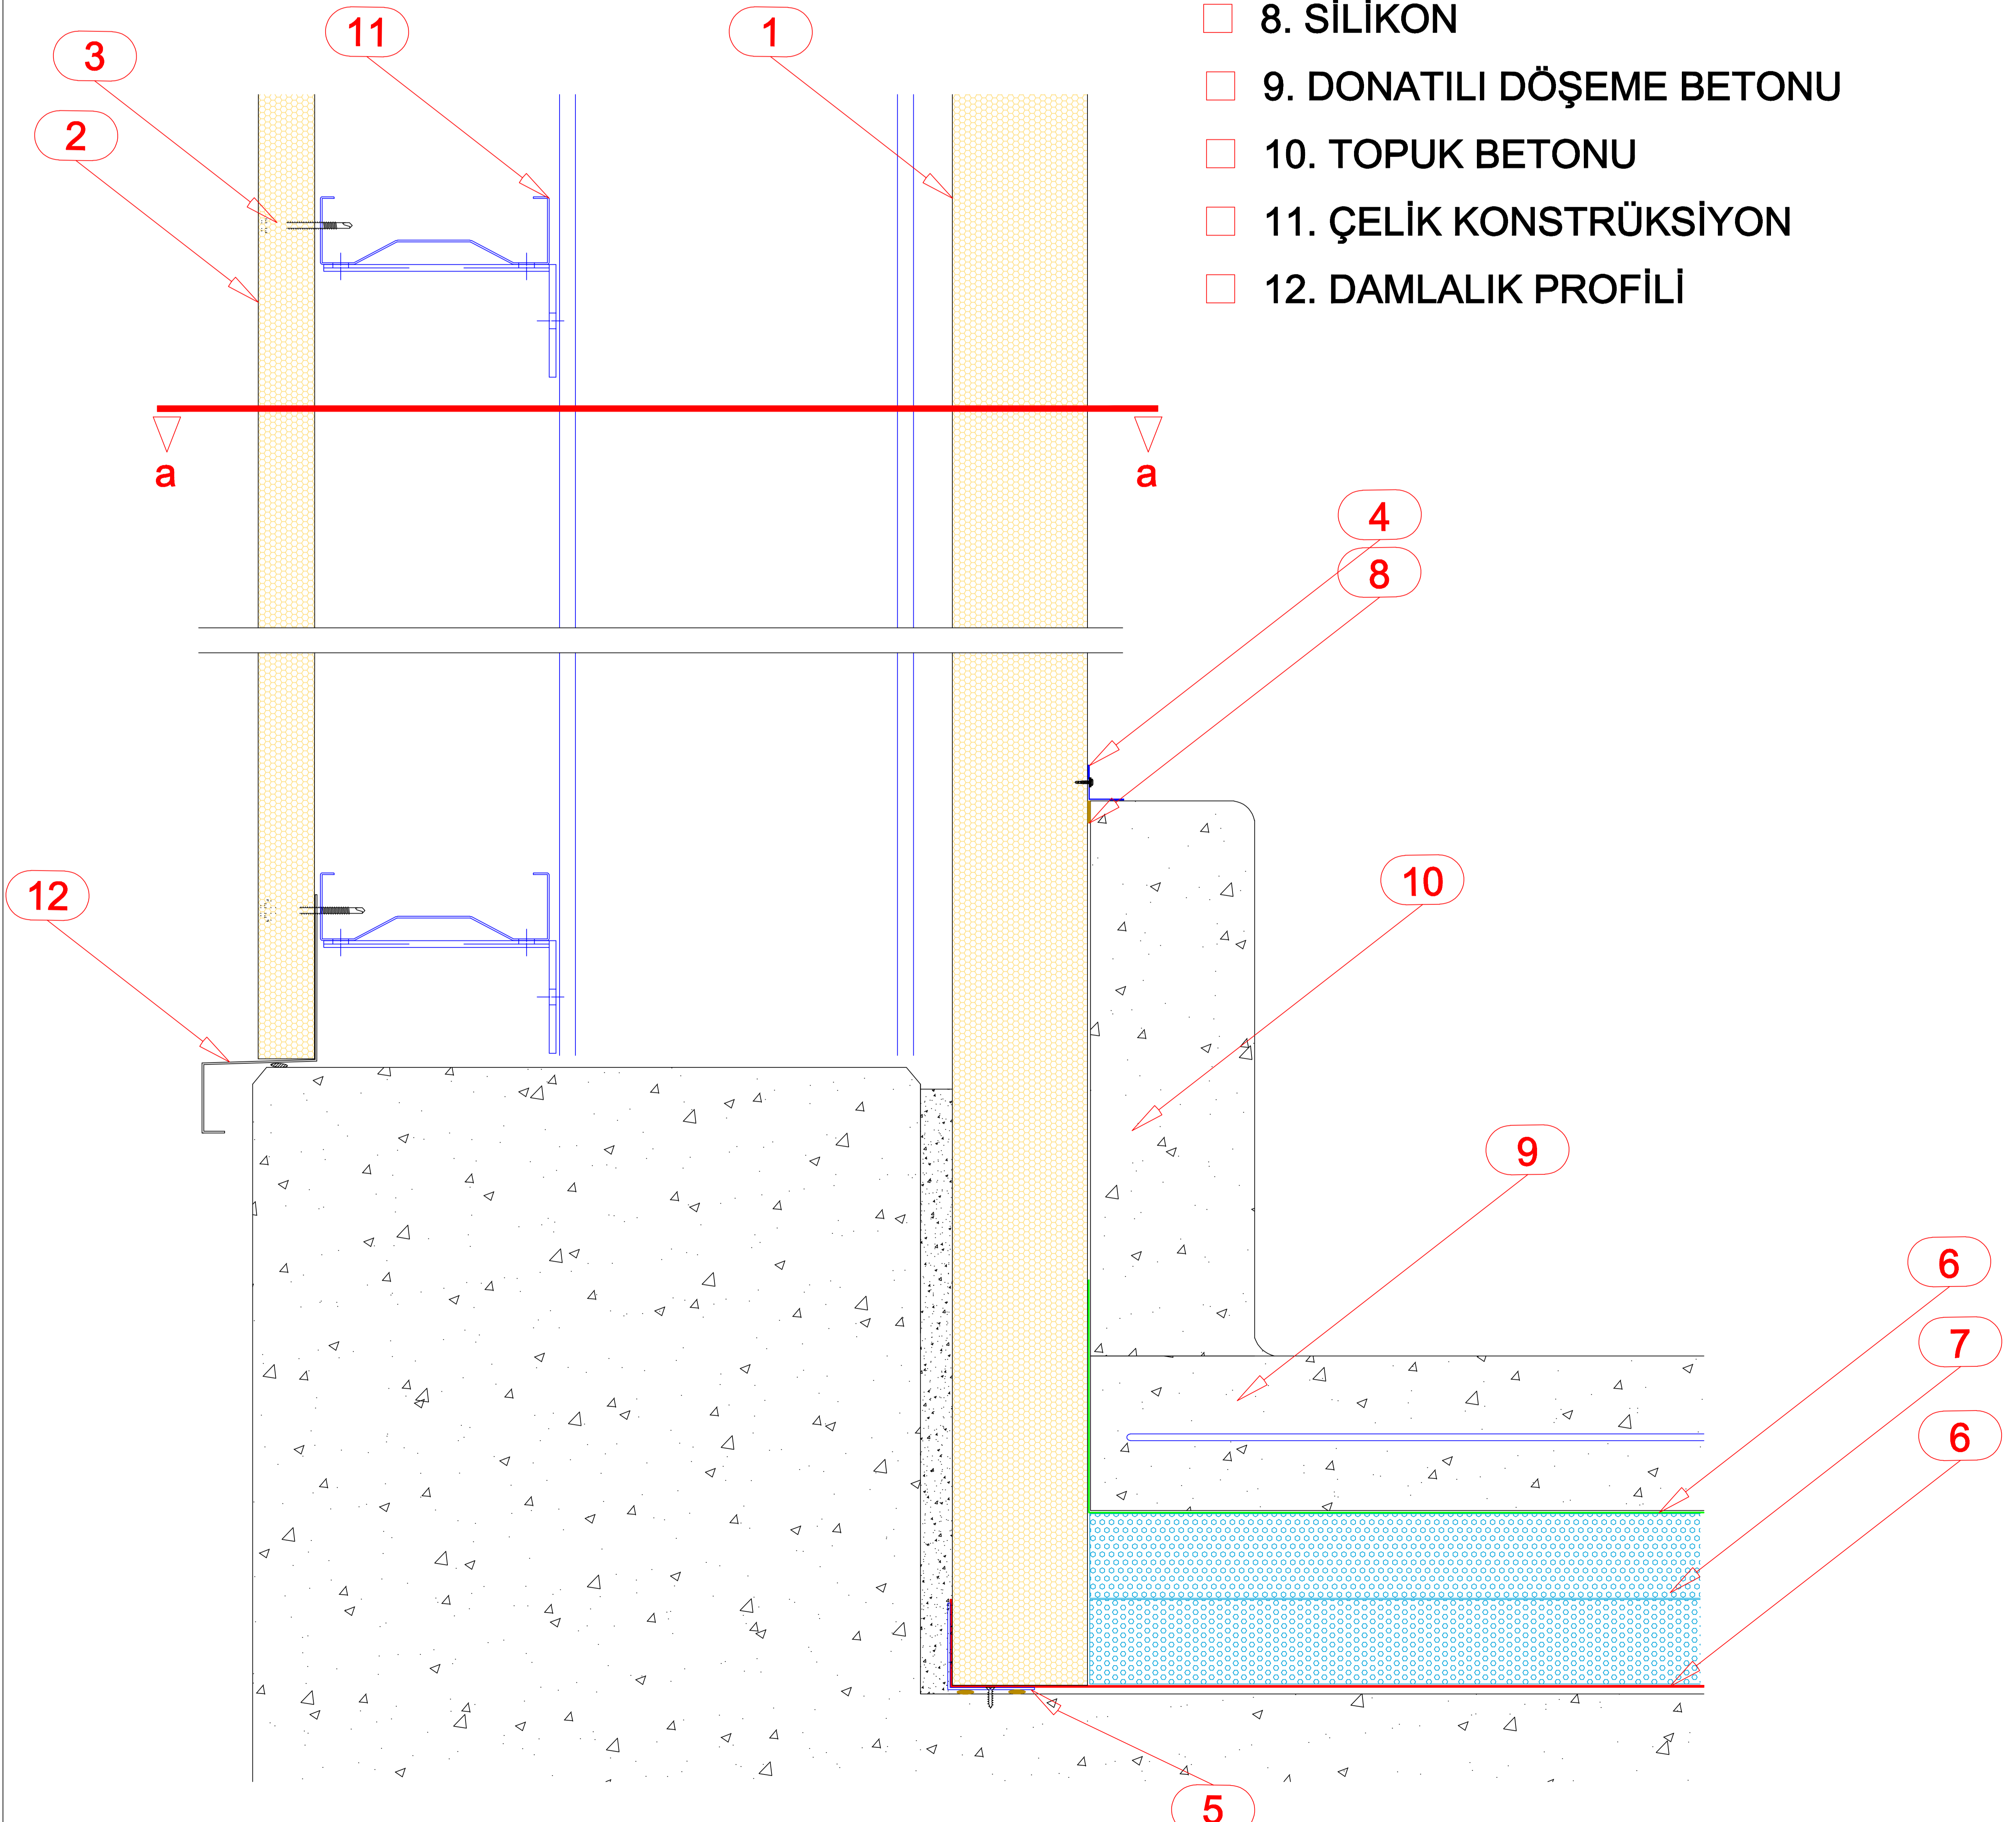 8. SİLİKON
3
11
1
9. DONATILI DÖŞEME BETONU
2
10. TOPUK BETONU
11. ÇELİK KONSTRÜKSİYON
12. DAMLALIK PROFİLİ
a
a
4
8
12
10
9
6
7
6
5